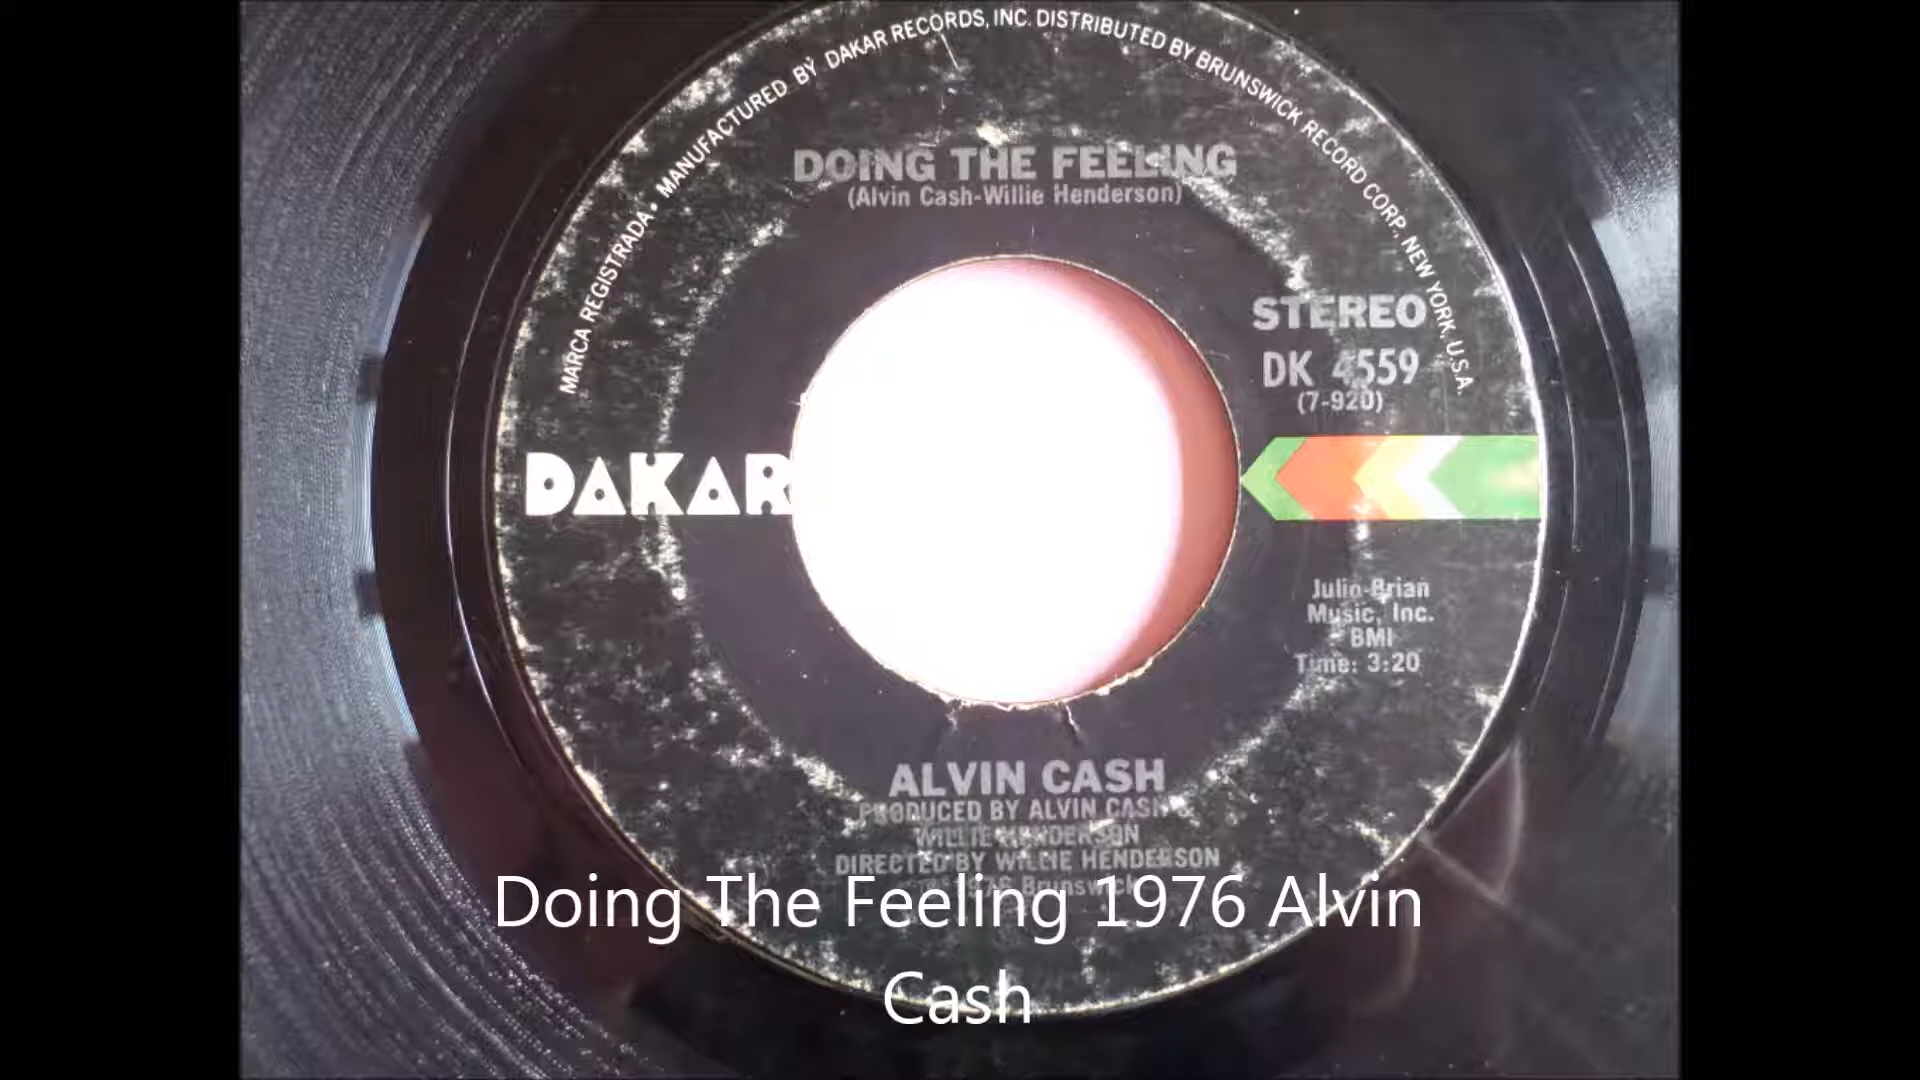 MARCA REGISTRADA • MANUFACTURED BY DAKAR RECORDS, INC. DISTRIBUTED BY BRUNSWICK RECORD CORP., NEW YORK, U.S.A.
DOING THE FEELING
(Alvin Cash-Willie Henderson)
STEREO
DK 4559
(7-920)
DAKAR
Julio-Brian
Music, Inc.
BMI
Time: 3:20
ALVIN CASH
PRODUCED BY ALVIN CASH &
WILLIE HENDERSON
DIRECTED BY WILLIE HENDERSON
1976 Brunswick
Doing The Feeling 1976 Alvin
Cash